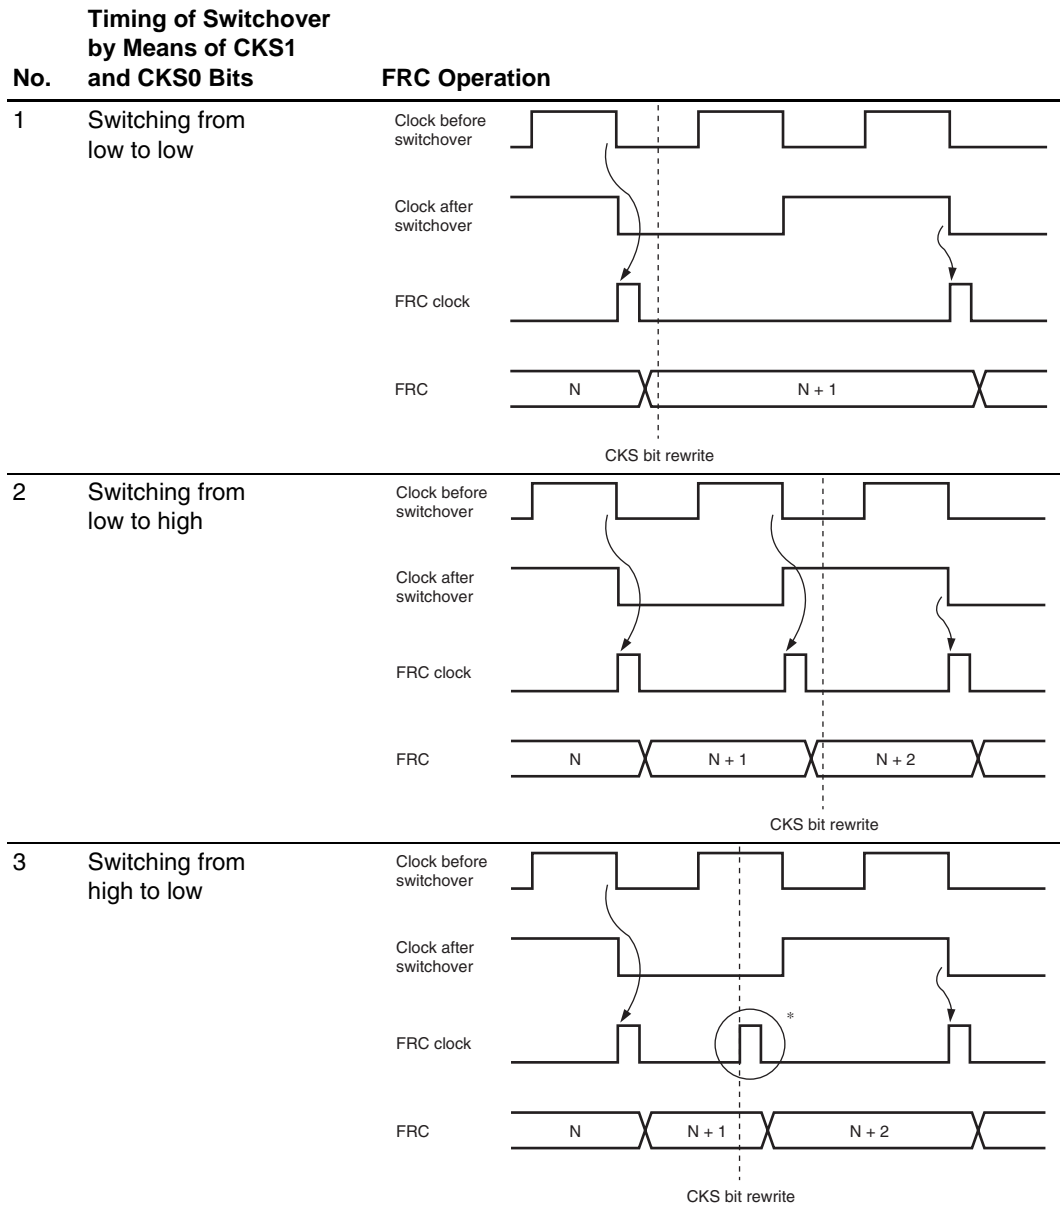 Timing of Switchover
by Means of CKS1
No. and CKS0 Bits FRC Operation
1 Switching from
low to low
Clock before
switchover
Clock after
switchover
FRC clock
FRC N N + 1
CKS bit rewrite
2 Switching from
low to high
Clock before
switchover
Clock after
switchover
FRC clock
FRC N N + 1 N + 2
CKS bit rewrite
3 Switching from
high to low
Clock before
switchover
Clock after
switchover
FRC clock *
FRC N N + 1 N + 2
CKS bit rewrite